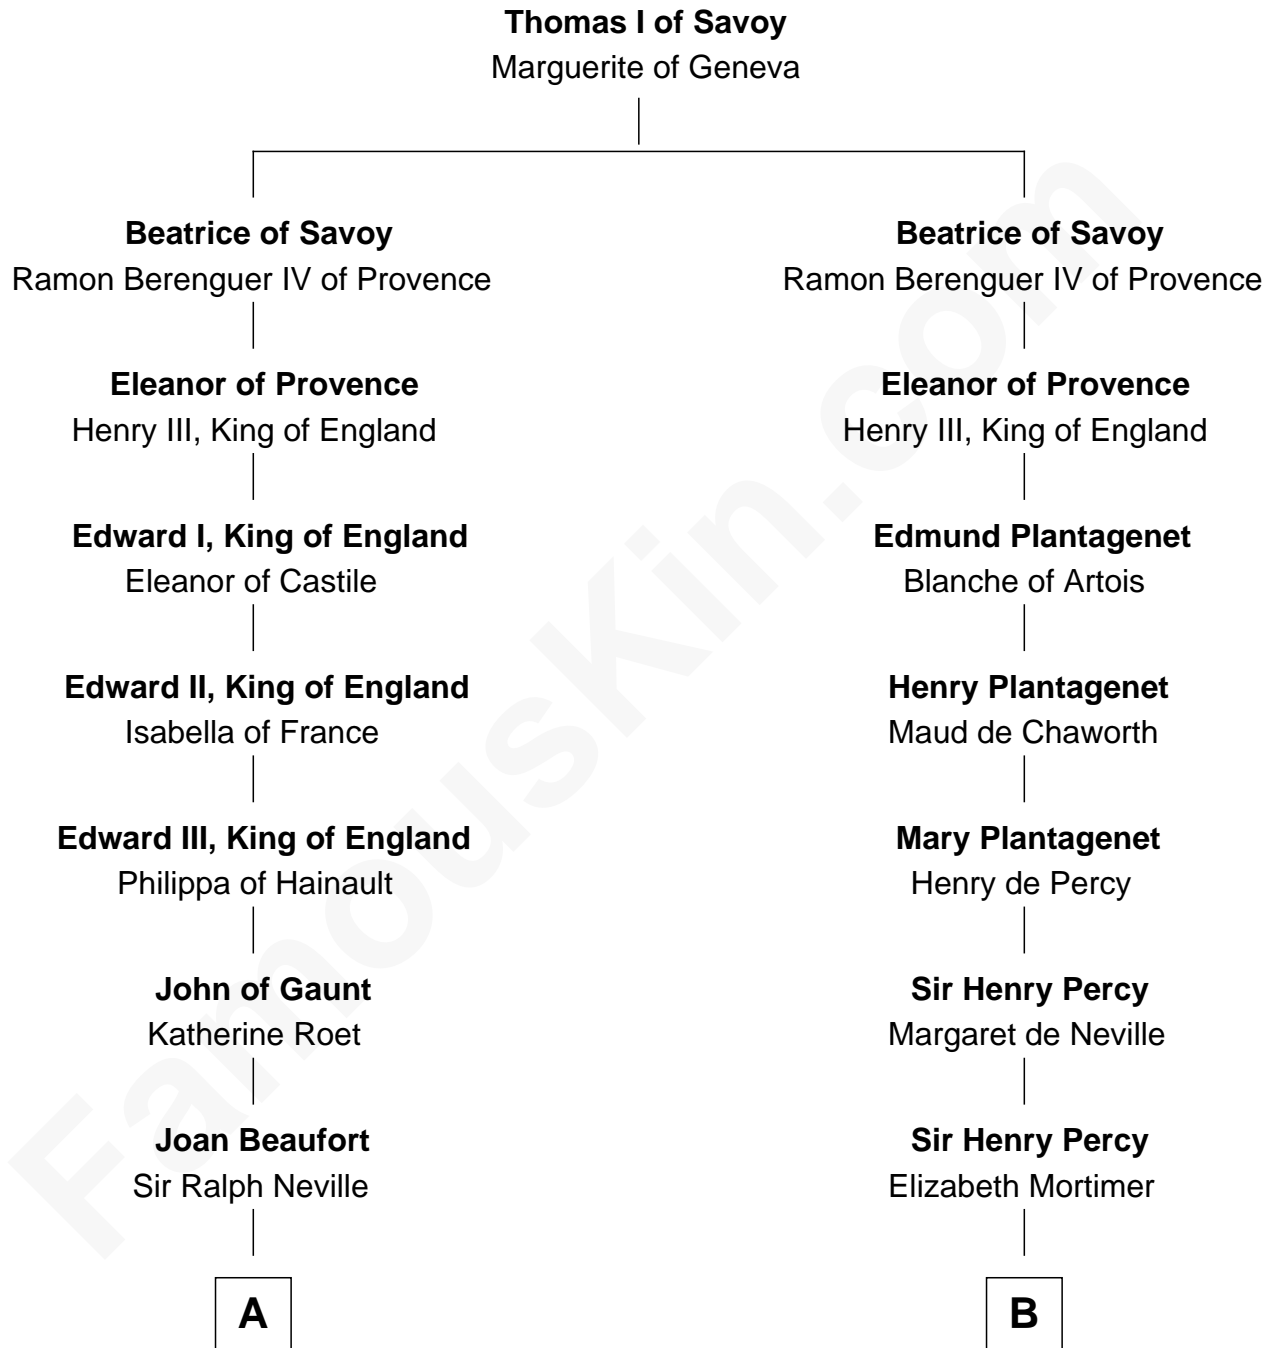 Thomas I of Savoy
Marguerite of Geneva
Beatrice of Savoy
Ramon Berenguer IV of Provence
Beatrice of Savoy
Ramon Berenguer IV of Provence
Eleanor of Provence
Henry III, King of England
Eleanor of Provence
Henry III, King of England
Edward I, King of England
Eleanor of Castile
Edmund Plantagenet
Blanche of Artois
Edward II, King of England
Isabella of France
Henry Plantagenet
Maud de Chaworth
Edward III, King of England
Philippa of Hainault
Mary Plantagenet
Henry de Percy
John of Gaunt
Katherine Roet
Sir Henry Percy
Margaret de Neville
Joan Beaufort
Sir Ralph Neville
Sir Henry Percy
Elizabeth Mortimer
A
B
FamousKin.com